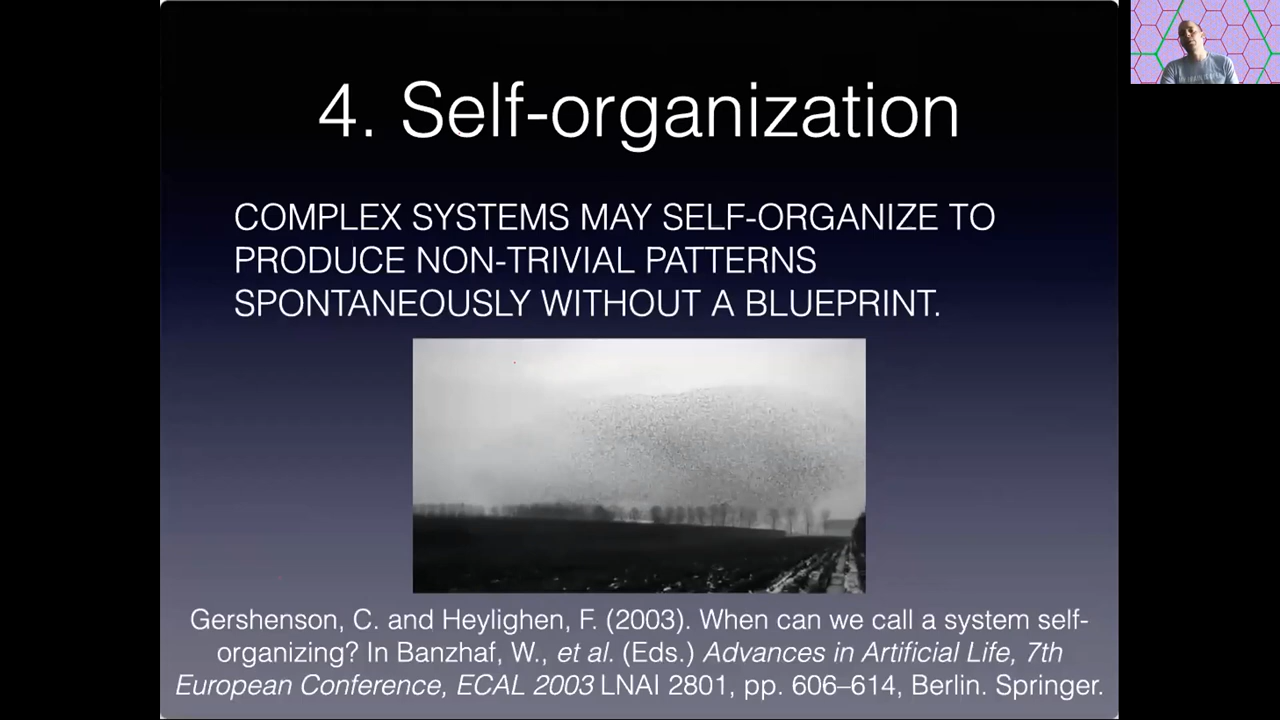 4. Self-organization
COMPLEX SYSTEMS MAY SELF-ORGANIZE TO
PRODUCE NON-TRIVIAL PATTERNS
SPONTANEOUSLY WITHOUT A BLUEPRINT.
Gershenson, C. and Heylighen, F. (2003). When can we call a system self-
organizing? In Banzhaf, W., et al. (Eds.) Advances in Artificial Life, 7th
European Conference, ECAL 2003 LNAI 2801, pp. 606–614, Berlin. Springer.